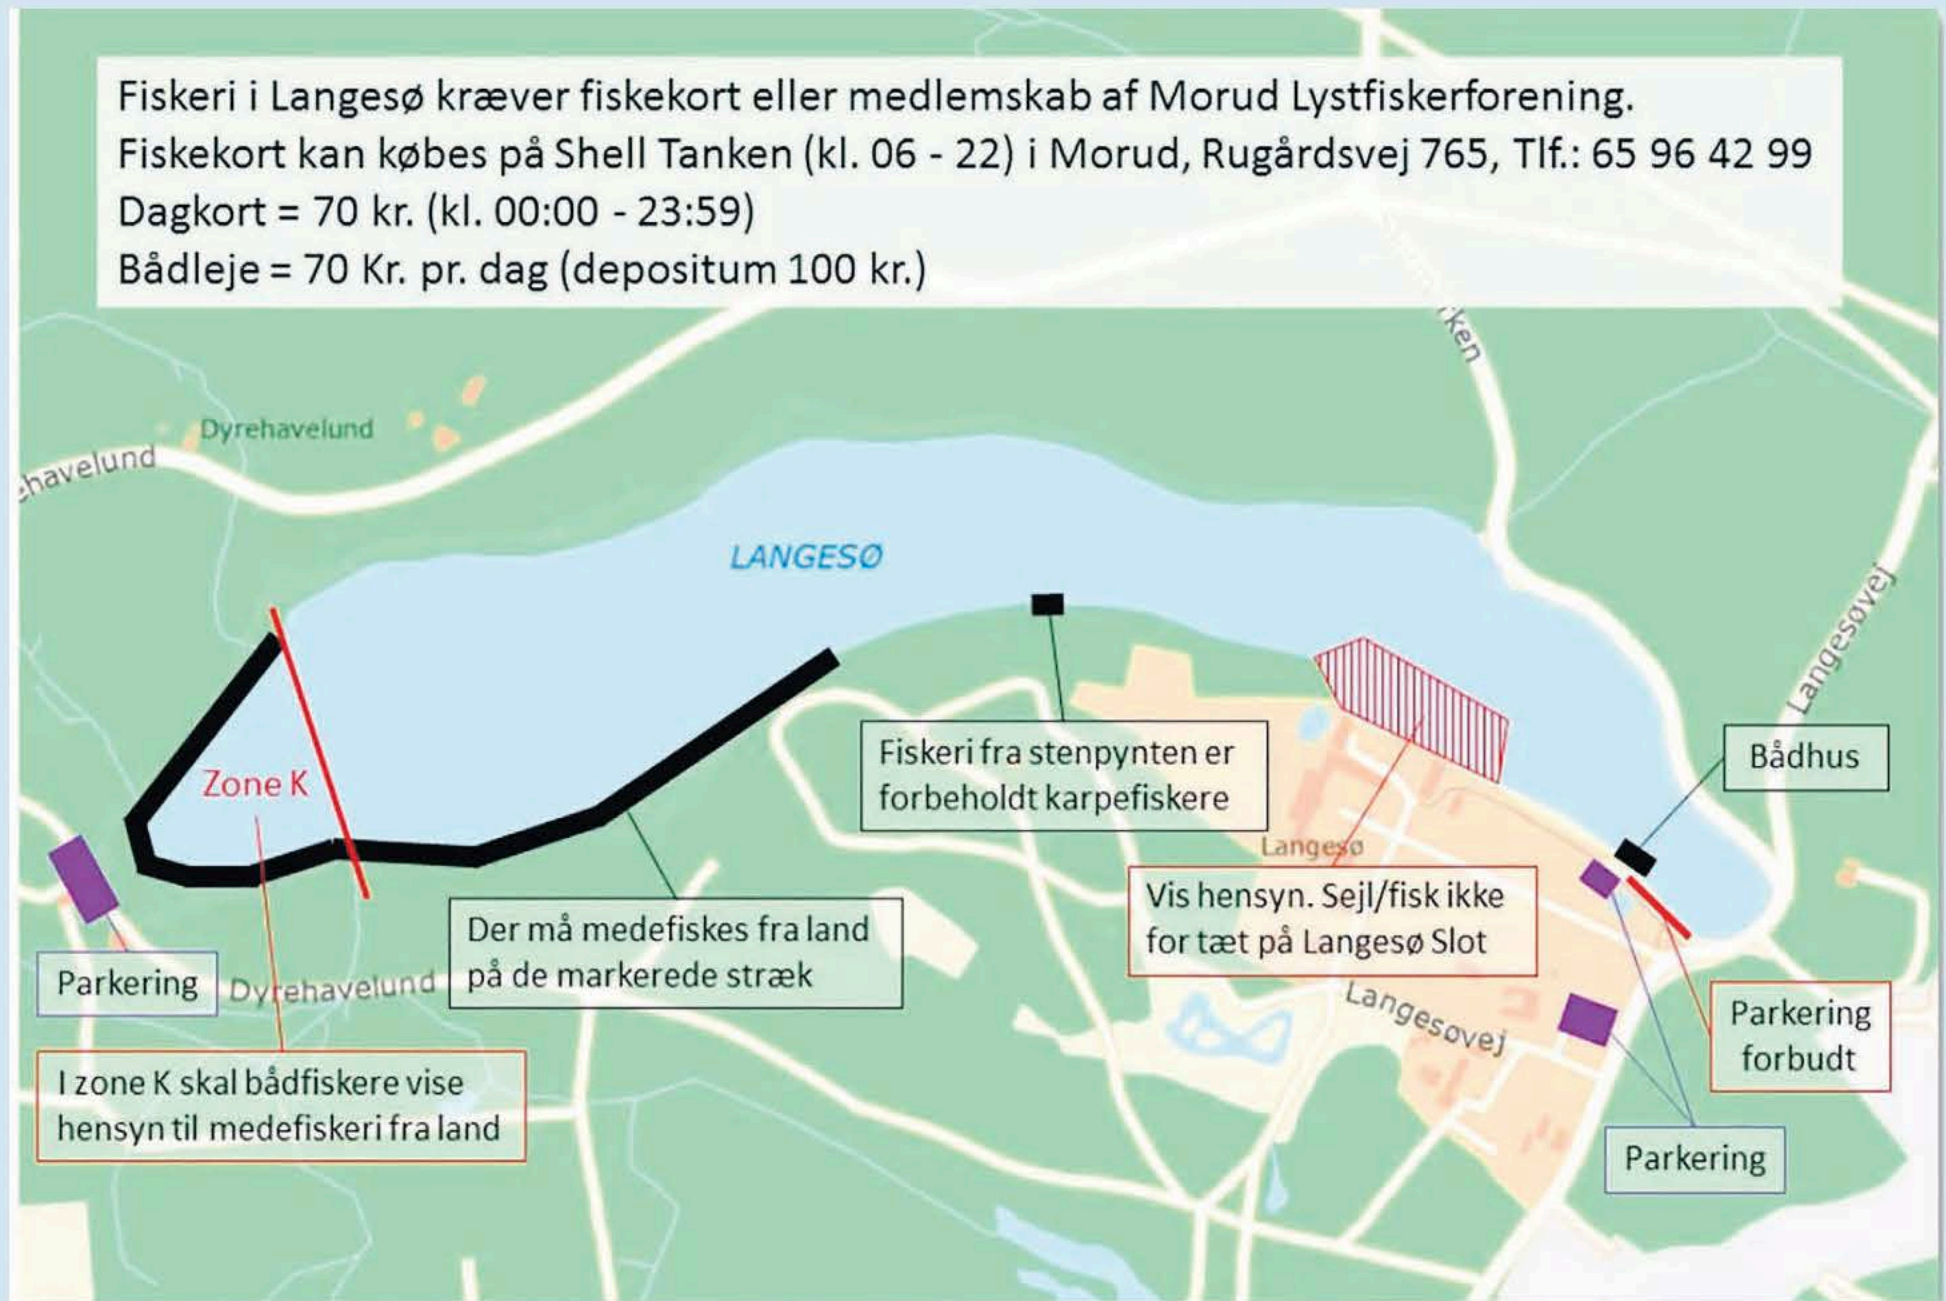 Fiskeri i Langesø kræver fiskekort eller medlemskab af Morud Lystfiskerforening.
Fiskekort kan købes på Shell Tanken (kl. 06 - 22) i Morud, Rugårdsvej 765, Tlf.: 65 96 42 99
Dagkort = 70 kr. (kl. 00:00 - 23:59)
Bådleje = 70 Kr. pr. dag (depositum 100 kr.)
ken
Dyrehavelund
ehavelund
LANGESØ
Langesøvej
Zone K
Fiskeri fra stenpynten er
forbeholdt karpefiskere
Bådhus
Langesø
Vis hensyn. Sejl/fisk ikke
for tæt på Langesø Slot
Der må medefiskes fra land
på de markerede stræk
Parkering
Dyrehavelund
Langesøvej
Parkering
forbudt
I zone K skal bådfiskere vise
hensyn til medefiskeri fra land
Parkering